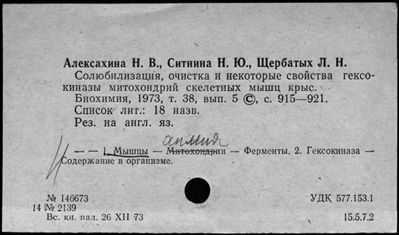 Алексахина Н. В., Ситнина Н. Ю., Щербатых Л. Н.
Солюбилизация, очистка и некоторые свойства гексо-
киназы митохондрий скелетных мышц крыс.
Биохимия, 1973, т. 38, вып. 5 ©, с. 915—921.
Список лит.: 18 назв.
Рез. на англ. яз.
— — 1. Мышцы — Митохондрии — Ферменты. 2. Гексокиназа —
Содержание в организме.
№ 146673 УДК 577.153.1
14 № 2139
Вс. кн. пал. 26 XII 73 15.5.7.2